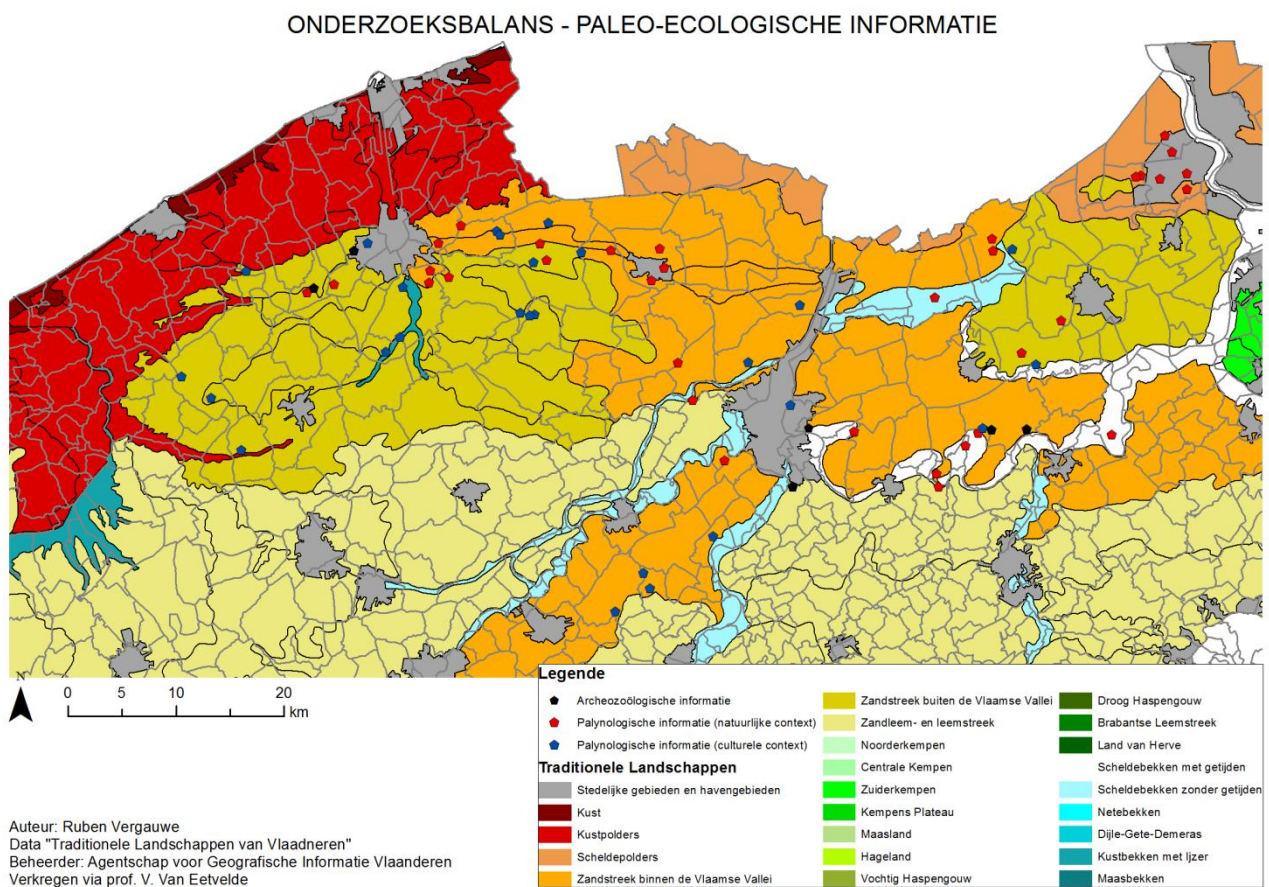 ONDERZOEKSBALANS - PALEO-ECOLOGISCHE INFORMATIE
N
0 5 10 20
km
Legende
Archeozoölogische informatie
Palynologische informatie (natuurlijke context)
Palynologische informatie (culturele context)
Traditionele Landschappen
Stedelijke gebieden en havengebieden
Kust
Kustpolders
Scheldepolders
Zandstreek binnen de Vlaamse Vallei
Zandstreek buiten de Vlaamse Vallei
Zandleem- en leemstreek
Noorderkempen
Centrale Kempen
Zuiderkempen
Kempens Plateau
Maasland
Hageland
Vochtig Haspengouw
Droog Haspengouw
Brabantse Leemstreek
Land van Herve
Scheldebekken met getijden
Scheldebekken zonder getijden
Netebekken
Dijle-Gete-Demeras
Kustbekken met Ijzer
Maasbekken
Auteur: Ruben Vergauwe
Data "Traditionele Landschappen van Vlaadneren"
Beheerder: Agentschap voor Geografische Informatie Vlaanderen
Verkregen via prof. V. Van Eetvelde